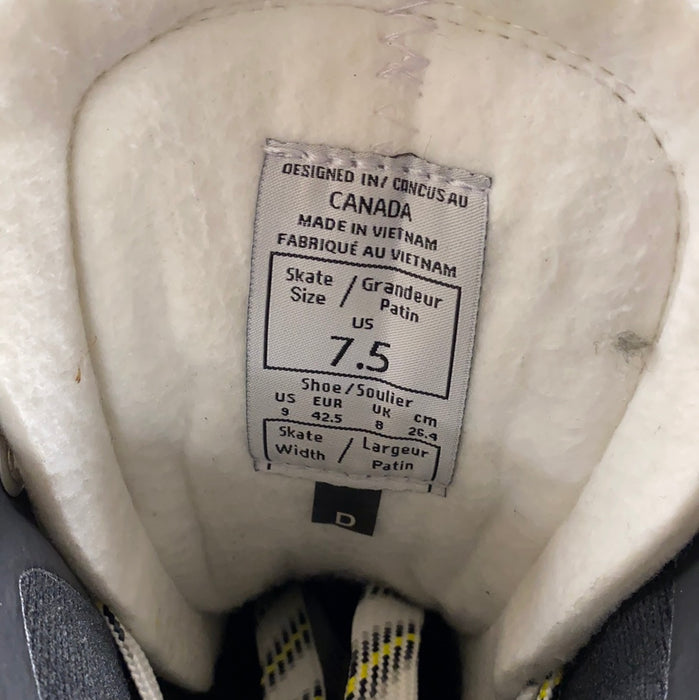 DESIGNED IN/ CONCUS AU
CANADA
MADE IN VIETNAM
FABRIQUÉ AU VIETNAM
Skate Size / Grandeur Patin
US
7.5
Shoe/Soulier
US EUR UK cm
9 42.5 8 26.4
Skate Width / Largeur Patin
D